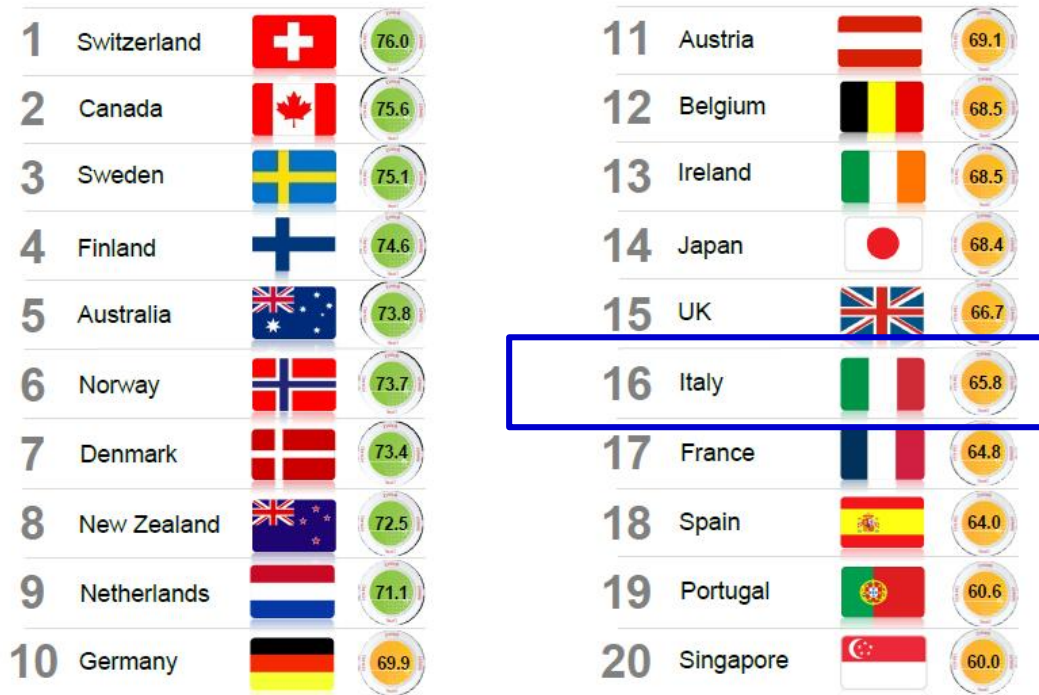 1 Switzerland 76.0
2 Canada 75.6
3 Sweden 75.1
4 Finland 74.6
5 Australia 73.8
6 Norway 73.7
7 Denmark 73.4
8 New Zealand 72.5
9 Netherlands 71.1
10 Germany 69.9
11 Austria 69.1
12 Belgium 68.5
13 Ireland 68.5
14 Japan 68.4
15 UK 66.7
16 Italy 65.8
17 France 64.8
18 Spain 64.0
19 Portugal 60.6
20 Singapore 60.0